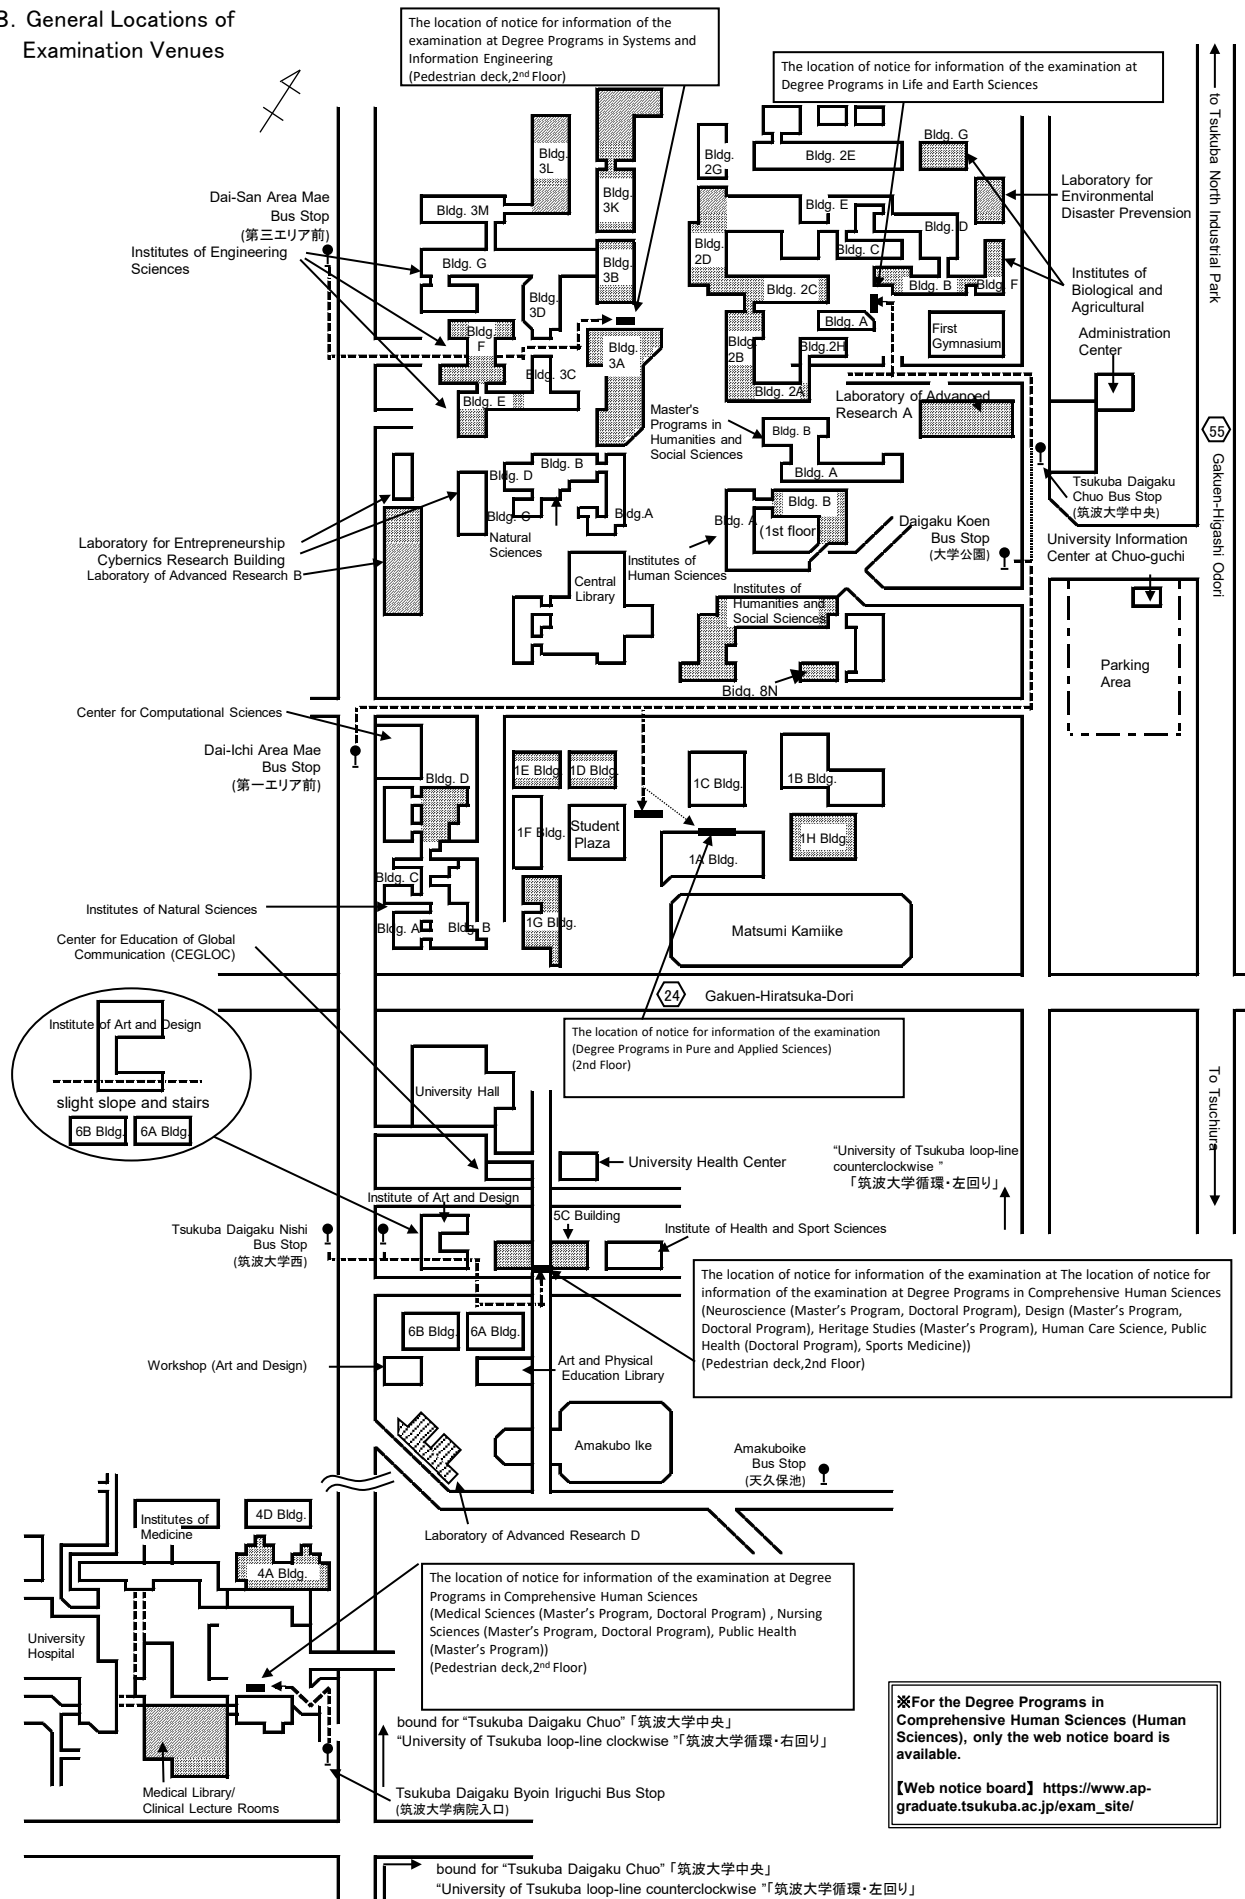 3. General Locations of
Examination Venues
The location of notice for information of the
examination at Degree Programs in Systems and
Information Engineering
(Pedestrian deck,2nd Floor)
The location of notice for information of the examination at
Degree Programs in Life and Earth Sciences
to Tsukuba North Industrial Park
Bldg. G
Bldg.
3L
Bldg.
2G
Bldg. 2E
Laboratory for
Environmental
Disaster Prevension
Dai-San Area Mae
Bus Stop
(第三エリア前)
Bldg. 3M
Bldg.
3K
Bldg. E
Bldg. D
Institutes of Engineering
Sciences
Bldg. G
Bldg.
3B
Bldg.
2D
Bldg. C
Bldg.
3D
Bldg. 2C
Bldg. B
Bldg. F
Institutes of
Biological and
Agricultural
Bldg.
F
Bldg. A
First
Gymnasium
Administration
Center
Bldg.
3A
Bldg.
2B
Bldg.2H
Bldg. 3C
Bldg. E
Bldg. 2A
Laboratory of Advanced
Research A
Master's
Programs in
Humanities and
Social Sciences
Bldg. B
Bldg. A
55
Gakuen-Higashi Odori
Bldg. B
Bldg. D
Bldg. C
Bldg.A
Natural
Sciences
Tsukuba Daigaku
Chuo Bus Stop
(筑波大学中央)
Bldg. B
Bldg. A
(1st floor
Daigaku Koen
Bus Stop
(大学公園)
University Information
Center at Chuo-guchi
Laboratory for Entrepreneurship
Cybernics Research Building
Laboratory of Advanced Research B
Institutes of
Human Sciences
Central
Library
Institutes of
Humanities and
Social Sciences
Parking
Area
Bidg. 8N
Center for Computational Sciences
Dai-Ichi Area Mae
Bus Stop
(第一エリア前)
Bldg. D
1E Bldg.
1D Bldg.
1C Bldg.
1B Bldg.
1F Bldg.
Student
Plaza
1H Bldg.
1A Bldg.
Bldg. C
Institutes of Natural Sciences
Bldg. A
Bldg. B
1G Bldg.
Matsumi Kamiike
Center for Education of Global
Communication (CEGLOC)
24
Gakuen-Hiratsuka-Dori
Institute of Art and Design
slight slope and stairs
6B Bldg.
6A Bldg.
The location of notice for information of the examination
(Degree Programs in Pure and Applied Sciences)
(2nd Floor)
To Tsuchiura
University Hall
University Health Center
“University of Tsukuba loop-line
counterclockwise ”
「筑波大学循環・左回り」
Institute of Art and Design
5C Building
Institute of Health and Sport Sciences
Tsukuba Daigaku Nishi
Bus Stop
(筑波大学西)
The location of notice for information of the examination at The location of notice for
information of the examination at Degree Programs in Comprehensive Human Sciences
(Neuroscience (Master’s Program, Doctoral Program), Design (Master’s Program,
Doctoral Program), Heritage Studies (Master’s Program), Human Care Science, Public
Health (Doctoral Program), Sports Medicine))
(Pedestrian deck,2nd Floor)
6B Bldg.
6A Bldg.
Workshop (Art and Design)
Art and Physical
Education Library
Amakubo Ike
Amakuboike
Bus Stop
(天久保池)
Institutes of
Medicine
4D Bldg.
Laboratory of Advanced Research D
4A Bldg.
The location of notice for information of the examination at Degree
Programs in Comprehensive Human Sciences
(Medical Sciences (Master’s Program, Doctoral Program) , Nursing
Sciences (Master’s Program, Doctoral Program), Public Health
(Master’s Program))
(Pedestrian deck,2nd Floor)
University
Hospital
※For the Degree Programs in
Comprehensive Human Sciences (Human
Sciences), only the web notice board is
available.
【Web notice board】 https://www.ap-
graduate.tsukuba.ac.jp/exam_site/
bound for “Tsukuba Daigaku Chuo”「筑波大学中央」
“University of Tsukuba loop-line clockwise ”「筑波大学循環・右回り」
Medical Library/
Clinical Lecture Rooms
Tsukuba Daigaku Byoin Iriguchi Bus Stop
(筑波大学病院入口)
bound for “Tsukuba Daigaku Chuo”「筑波大学中央」
“University of Tsukuba loop-line counterclockwise ”「筑波大学循環・左回り」